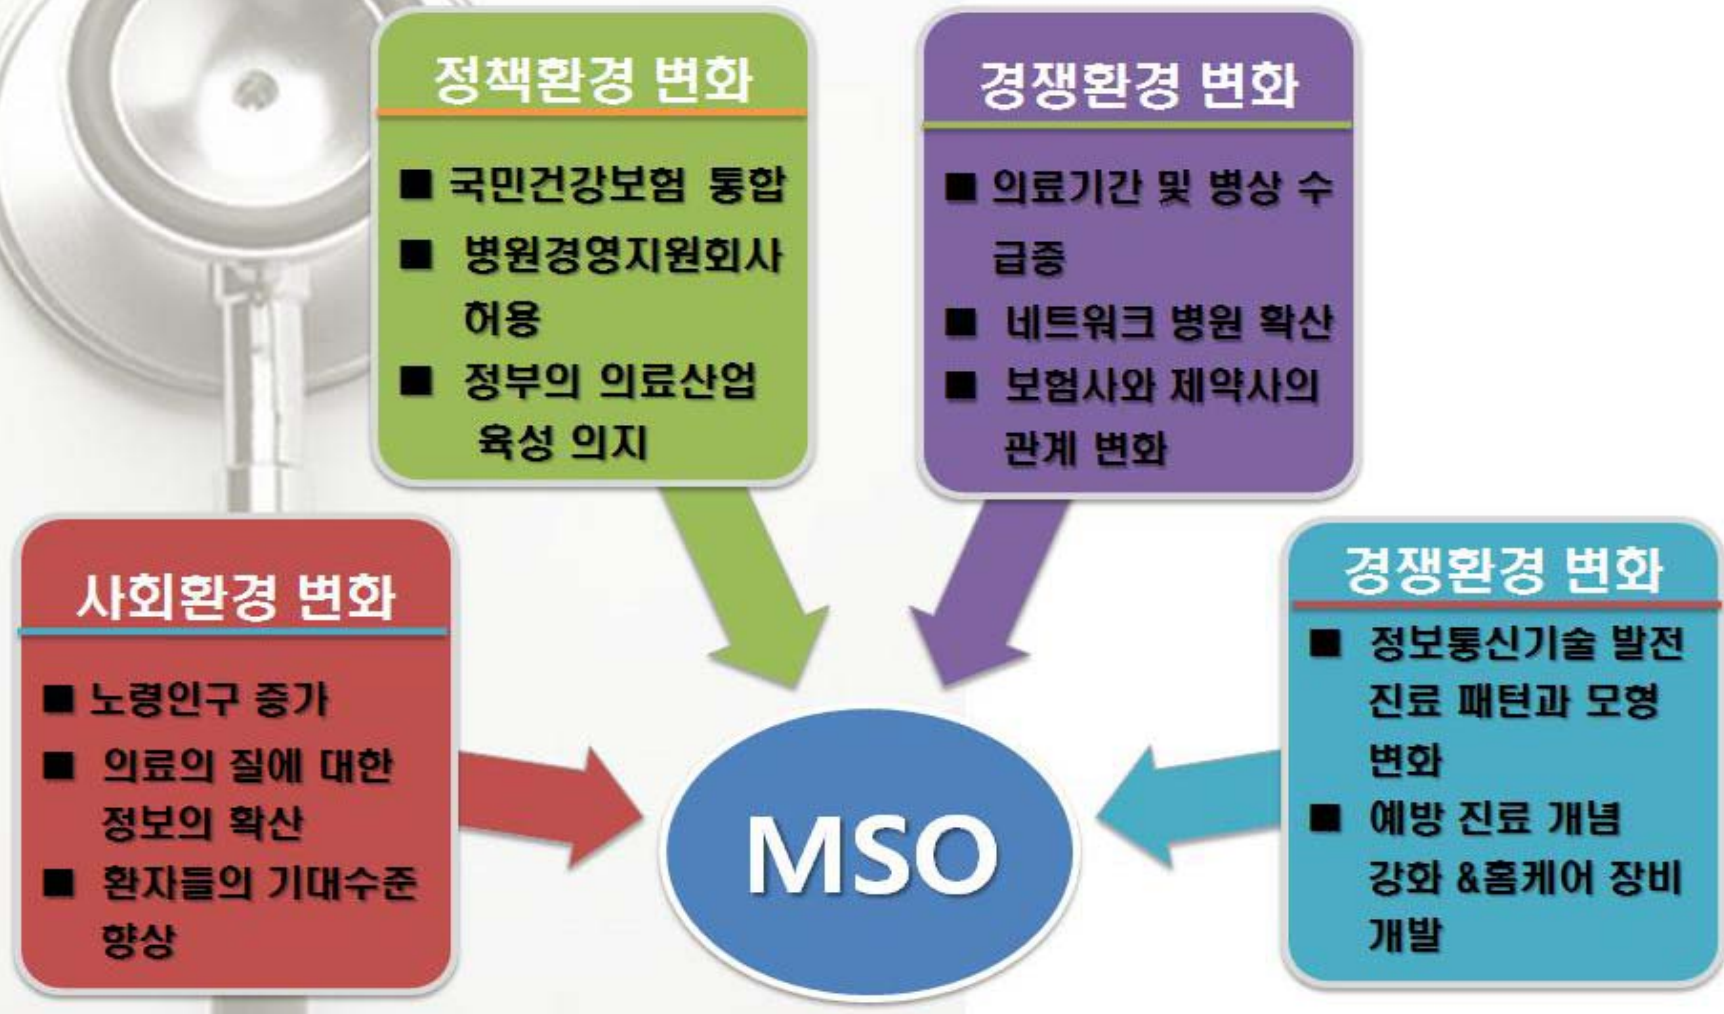 정책환경 변화
■ 국민건강보험 통합
■ 병원경영지원회사
허용
■ 정부의 의료산업
육성 의지
경쟁환경 변화
■ 의료기간 및 병상 수
급증
■ 네트워크 병원 확산
■ 보험사와 제약사의
관계 변화
사회환경 변화
■ 노령인구 증가
■ 의료의 질에 대한
정보의 확산
■ 환자들의 기대수준
향상
경쟁환경 변화
■ 정보통신기술 발전
진료 패턴과 모형
변화
■ 예방 진료 개념
강화 &홈케어 장비
개발
MSO